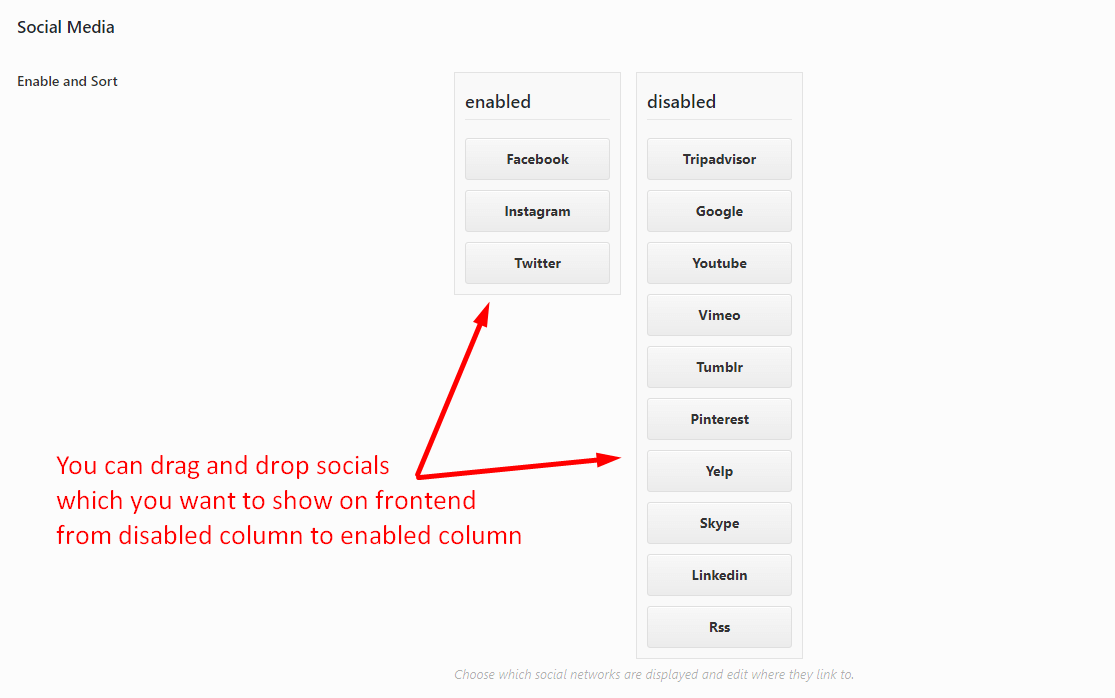 Social Media
Enable and Sort
enabled
Facebook
Instagram
Twitter
disabled
Tripadvisor
Google
Youtube
Vimeo
Tumblr
Pinterest
Yelp
Skype
Linkedin
Rss
You can drag and drop socials
which you want to show on frontend
from disabled column to enabled column
Choose which social networks are displayed and edit where they link to.